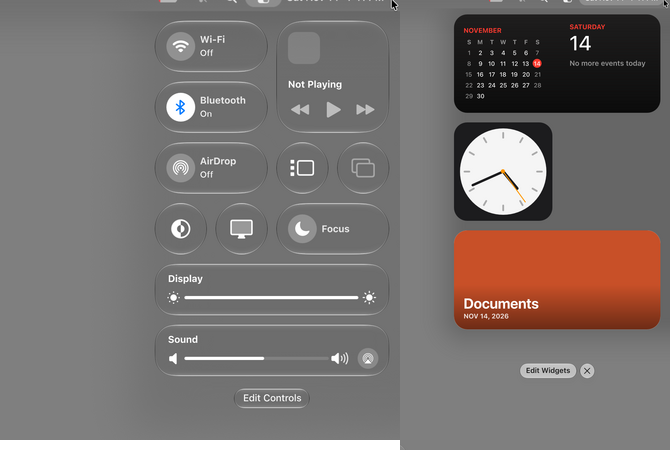 Wi-Fi
Off
Bluetooth
On
AirDrop
Off
Not Playing
Focus
Display
Sound
Edit Controls
NOVEMBER
S M T W T F S
1 2 3 4 5 6 7
8 9 10 11 12 13 14
15 16 17 18 19 20 21
22 23 24 25 26 27 28
29 30
SATURDAY
14
No more events today
Documents
NOV 14, 2026
Edit Widgets